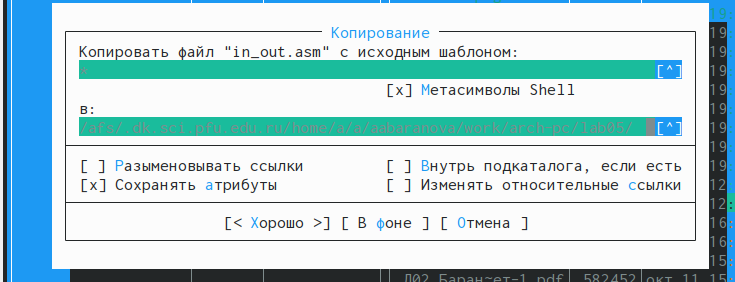 Копирование
Копировать файл "in_out.asm" с исходным шаблоном:
[^]
[x] Метасимволы Shell
в:
/afs/.dk.sci.pfu.edu.ru/home/a/a/aabaranova/work/arch-pc/lab05/ [^]
[ ] Разыменовывать ссылки [ ] Внутрь подкаталога, если есть
[x] Сохранять атрибуты [ ] Изменять относительные ссылки
[< Хорошо >] [ В фоне ] [ Отмена ]
Л02_Баран~ет-1.pdf 582452 окт 11 15: